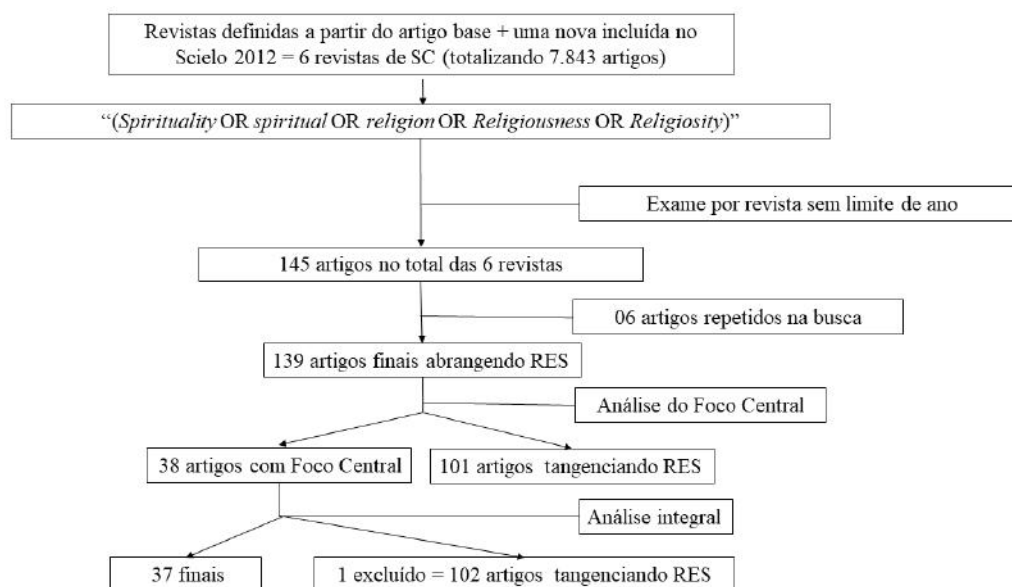 Revistas definidas a partir do artigo base + uma nova incluída no
Scielo 2012 = 6 revistas de SC (totalizando 7.843 artigos)
“(Spirituality OR spiritual OR religion OR Religiousness OR Religiosity)”
Exame por revista sem limite de ano
145 artigos no total das 6 revistas
06 artigos repetidos na busca
139 artigos finais abrangendo RES
Análise do Foco Central
38 artigos com Foco Central
101 artigos tangenciando RES
Análise integral
37 finais
1 excluído = 102 artigos tangenciando RES